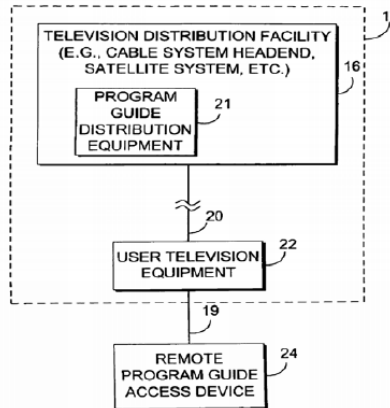 TELEVISION DISTRIBUTION FACILITY
(E.G., CABLE SYSTEM HEADEND,
SATELLITE SYSTEM, ETC.)
1
16
PROGRAM
GUIDE
DISTRIBUTION
EQUIPMENT
21
20
USER TELEVISION
EQUIPMENT
22
19
REMOTE
PROGRAM GUIDE
ACCESS DEVICE
24